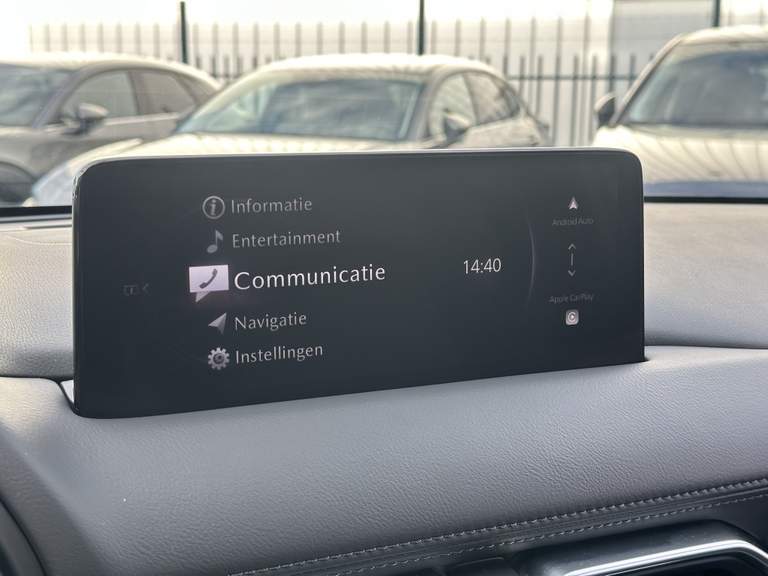 Informatie
Entertainment
Communicatie
Navigatie
Instellingen
14:40
Android Auto
Apple CarPlay